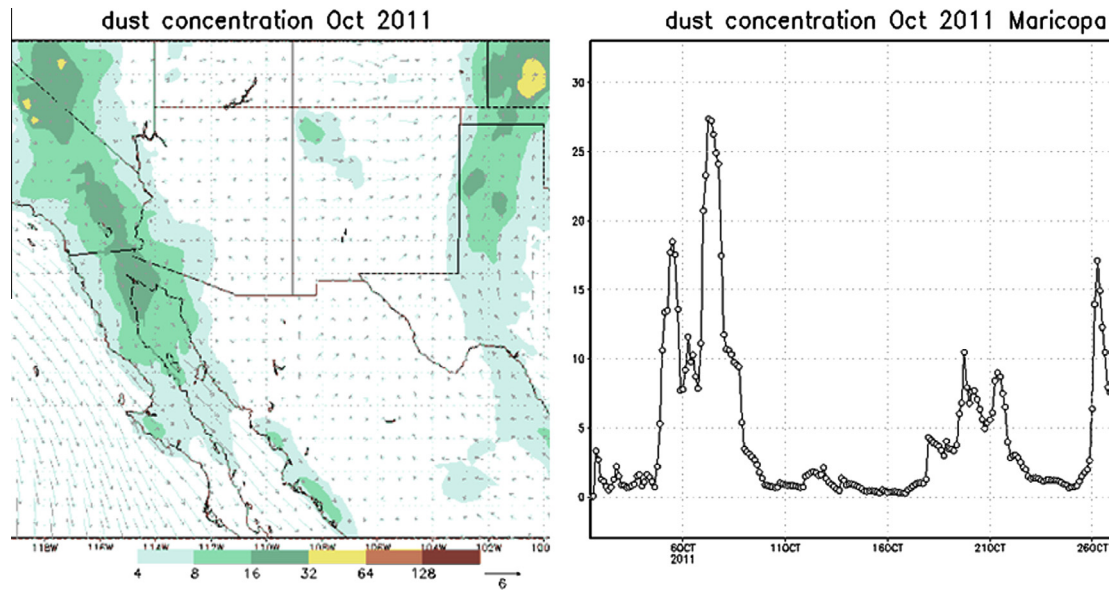 dust concentration Oct 2011
118W 116W 114W 112W 110W 108W 106W 104W 102W 100
4 8 16 32 64 128
6
dust concentration Oct 2011 Maricopa
30
25
20
15
10
5
0
6OCT 11OCT 16OCT 21OCT 26OCT
2011